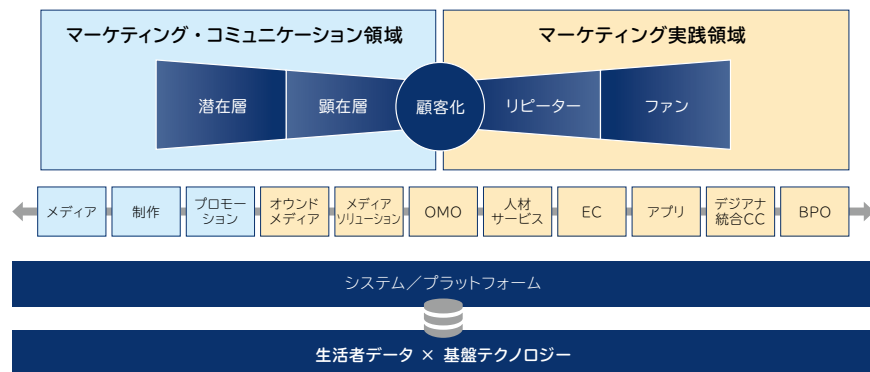 マーケティング・コミュニケーション領域
マーケティング実践領域
潜在層
顕在層
顧客化
リピーター
ファン
メディア
制作
プロモー
ション
オウンド
メディア
メディア
ソリューション
OMO
人材
サービス
EC
アプリ
デジアナ
統合CC
BPO
システム／プラットフォーム
生活者データ × 基盤テクノロジー